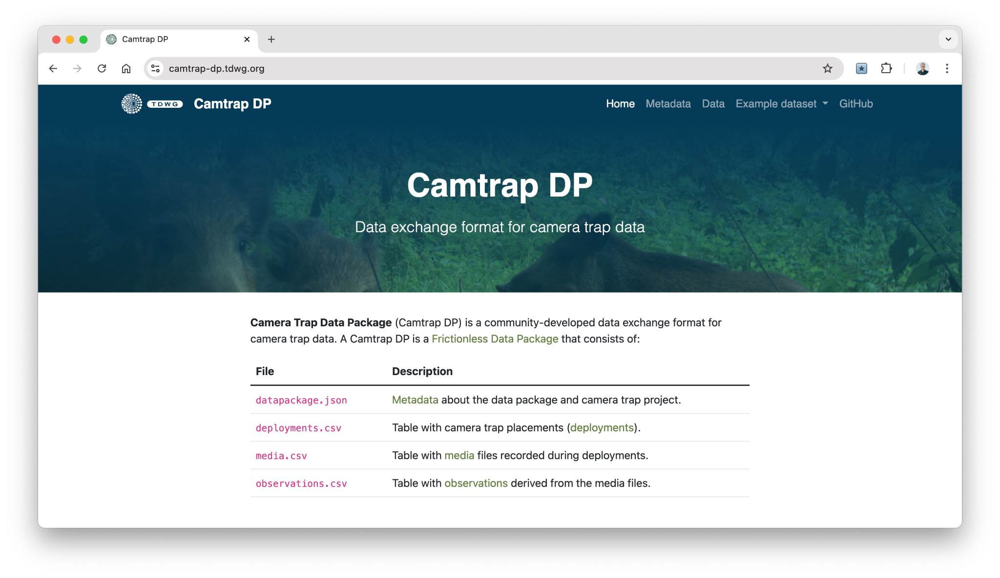 Camtrap DP
camtrap-dp.tdwg.org
TDWG Camtrap DP
Home Metadata Data Example dataset GitHub
Camtrap DP
Data exchange format for camera trap data
Camera Trap Data Package (Camtrap DP) is a community-developed data exchange format for
camera trap data. A Camtrap DP is a Frictionless Data Package that consists of:
File Description
datapackage.json Metadata about the data package and camera trap project.
deployments.csv Table with camera trap placements (deployments).
media.csv Table with media files recorded during deployments.
observations.csv Table with observations derived from the media files.